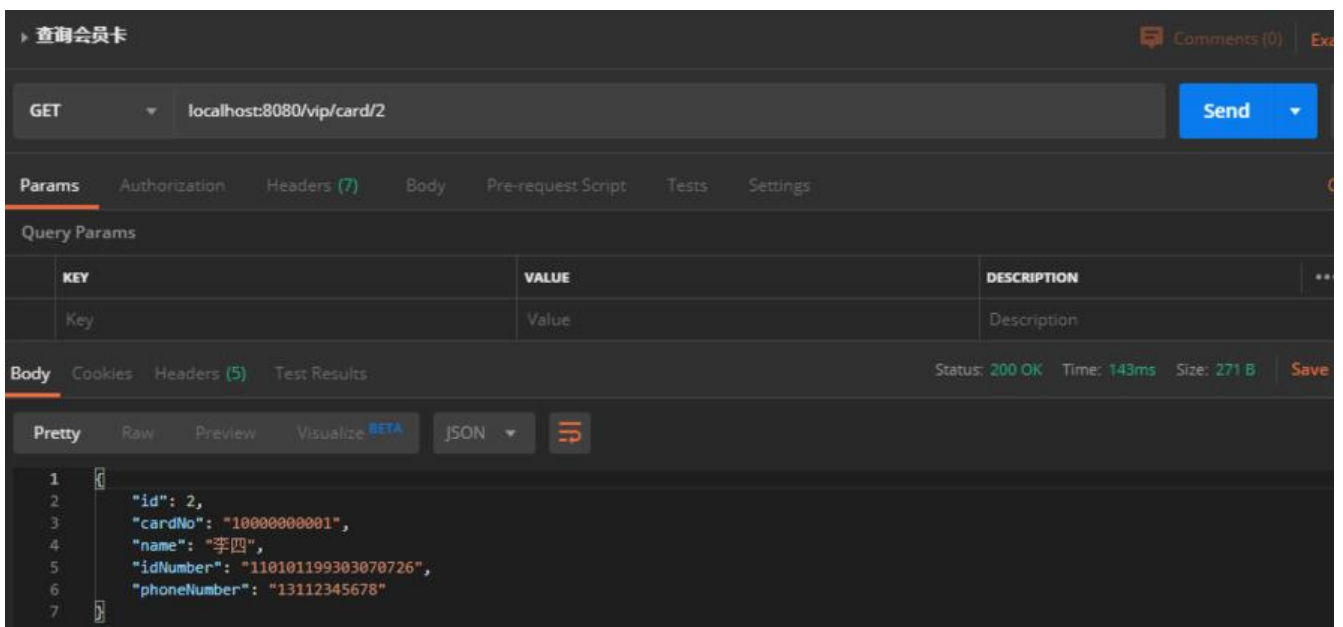 查询会员卡 Comments (0) Exa
GET localhost:8080/vip/card/2 Send
Params Authorization Headers (7) Body Pre-request Script Tests Settings
Query Params
KEY VALUE DESCRIPTION
Key Value Description
Body Cookies Headers (5) Test Results Status: 200 OK Time: 143ms Size: 271 B Save
Pretty Raw Preview Visualize BETA JSON
1 {
2 "id": 2,
3 "cardNo": "10000000001",
4 "name": "李四",
5 "idNumber": "110101199303070726",
6 "phoneNumber": "13112345678"
7 }